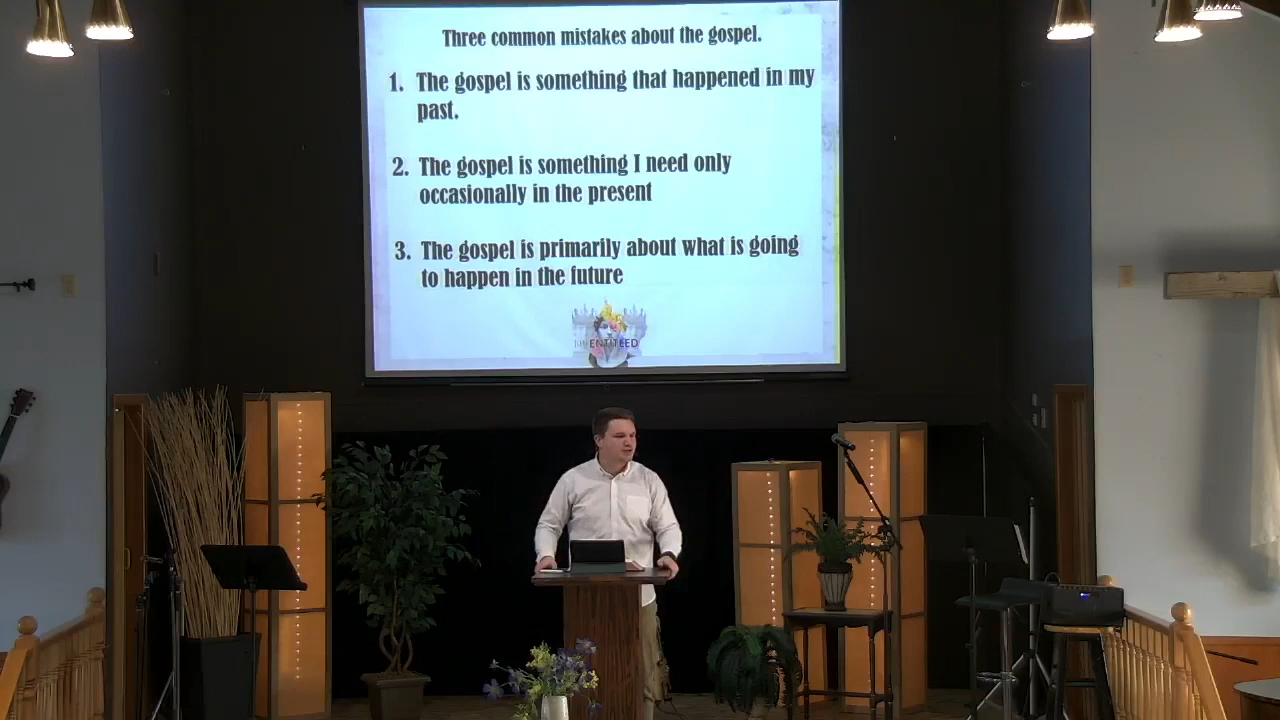 Three common mistakes about the gospel.
1. The gospel is something that happened in my
past.
2. The gospel is something I need only
occasionally in the present
3. The gospel is primarily about what is going
to happen in the future
ENTITLED